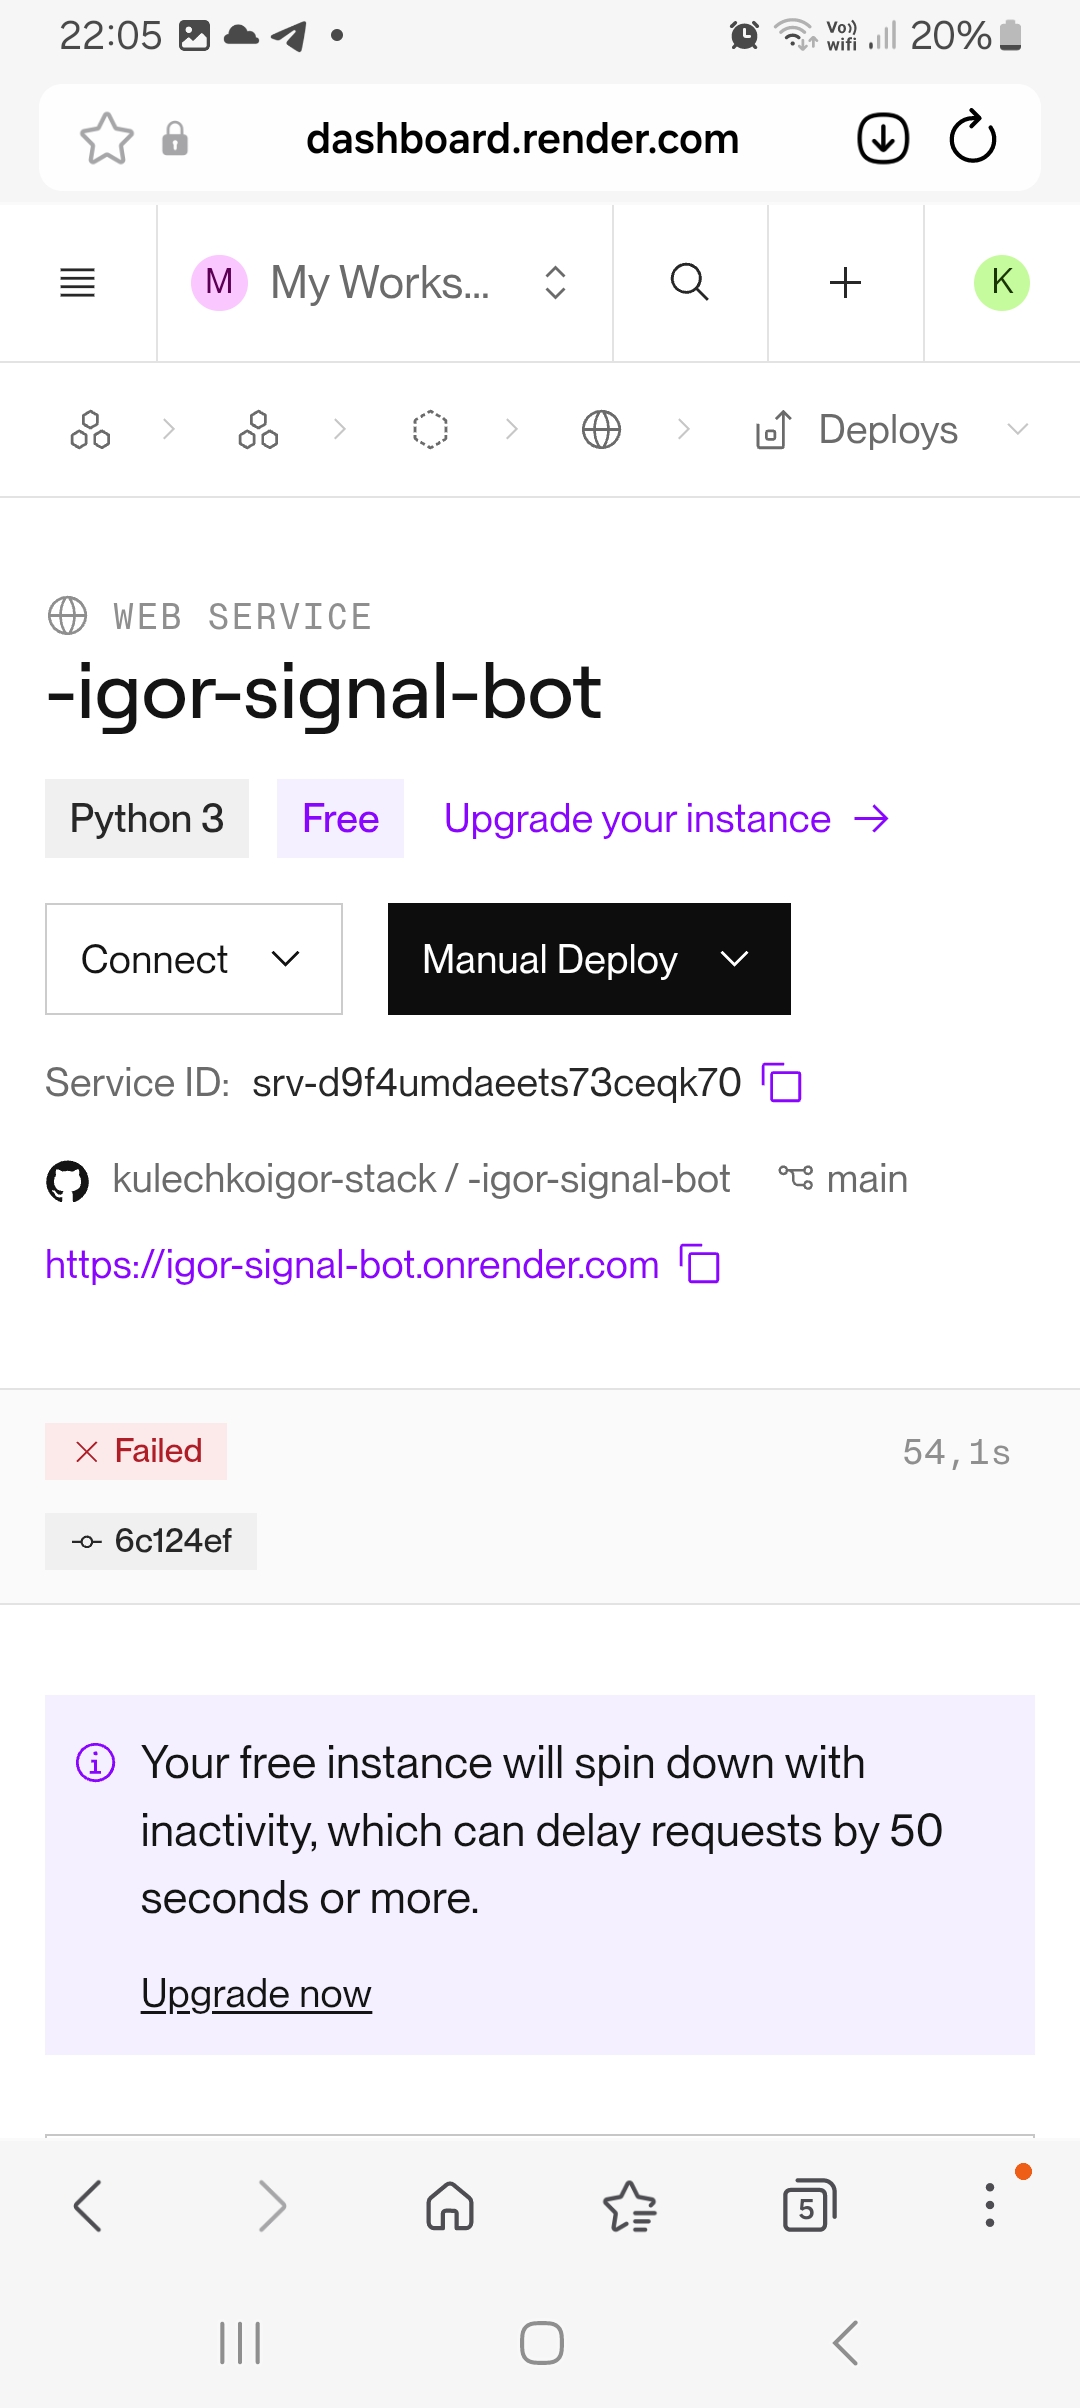 22:05
Vo)) wifi
20%
dashboard.render.com
M My Works...
K
Deploys
WEB SERVICE
-igor-signal-bot
Python 3
Free
Upgrade your instance →
Connect
Manual Deploy
Service ID: srv-d9f4umdaeets73ceqk70
kulechkoigor-stack / -igor-signal-bot main
https://igor-signal-bot.onrender.com
Failed
54,1s
6c124ef
Your free instance will spin down with
inactivity, which can delay requests by 50
seconds or more.
Upgrade now
5